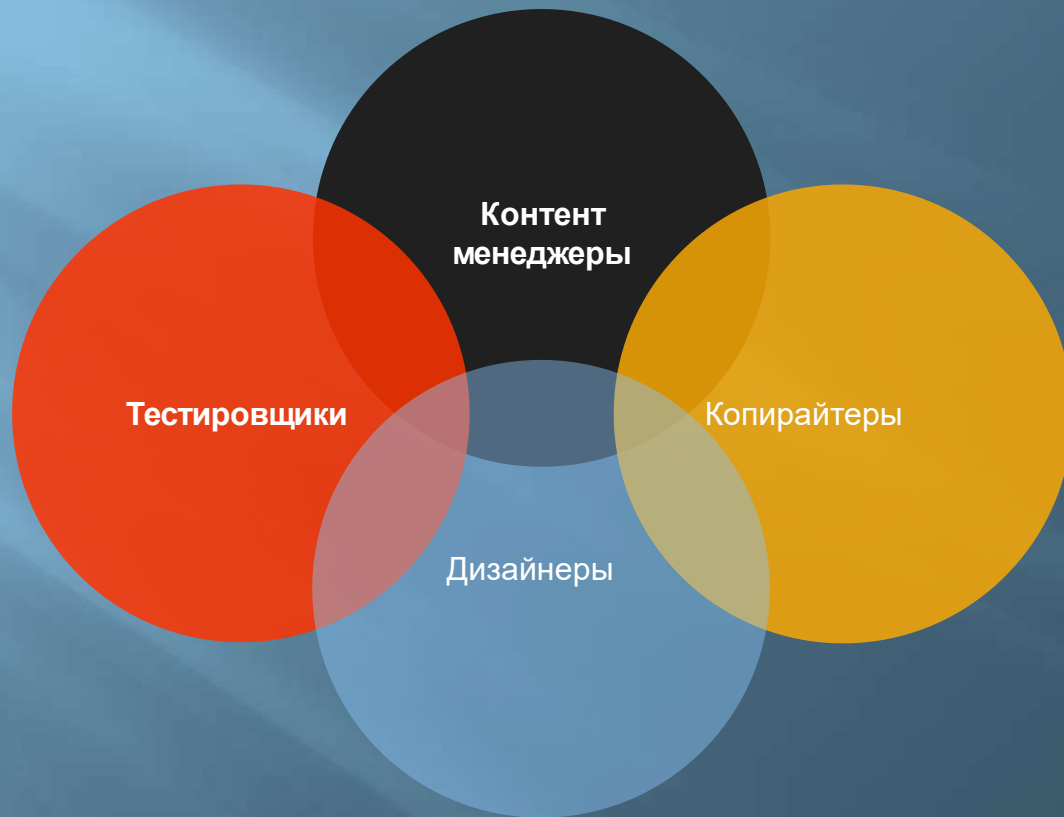 Контент
менеджеры
Тестировщики
Копирайтеры
Дизайнеры